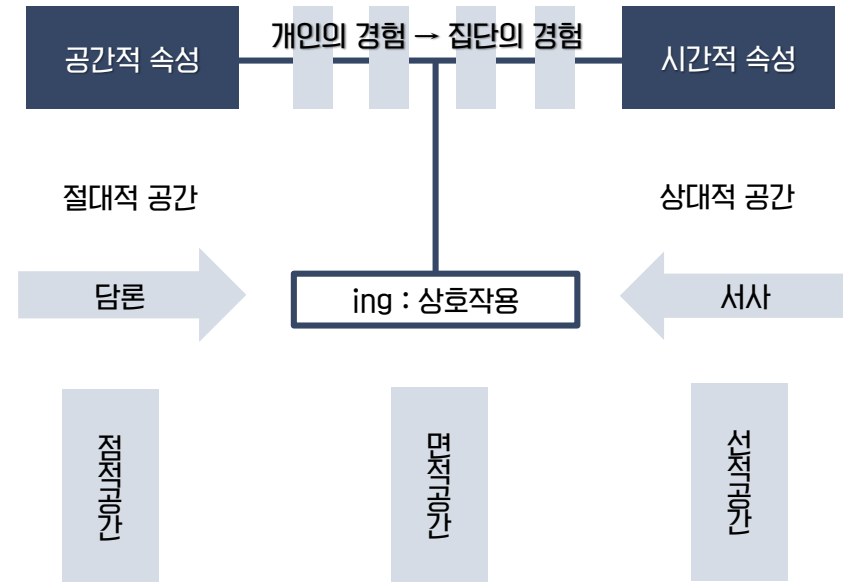 개인의 경험 → 집단의 경험
공간적 속성
시간적 속성
절대적 공간
상대적 공간
담론
ing : 상호작용
서사
점적공간
면적공간
선적공간